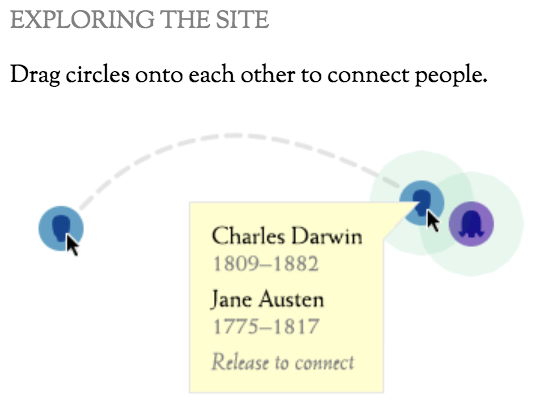 EXPLORING THE SITE
Drag circles onto each other to connect people.
Charles Darwin
1809–1882
Jane Austen
1775–1817
Release to connect